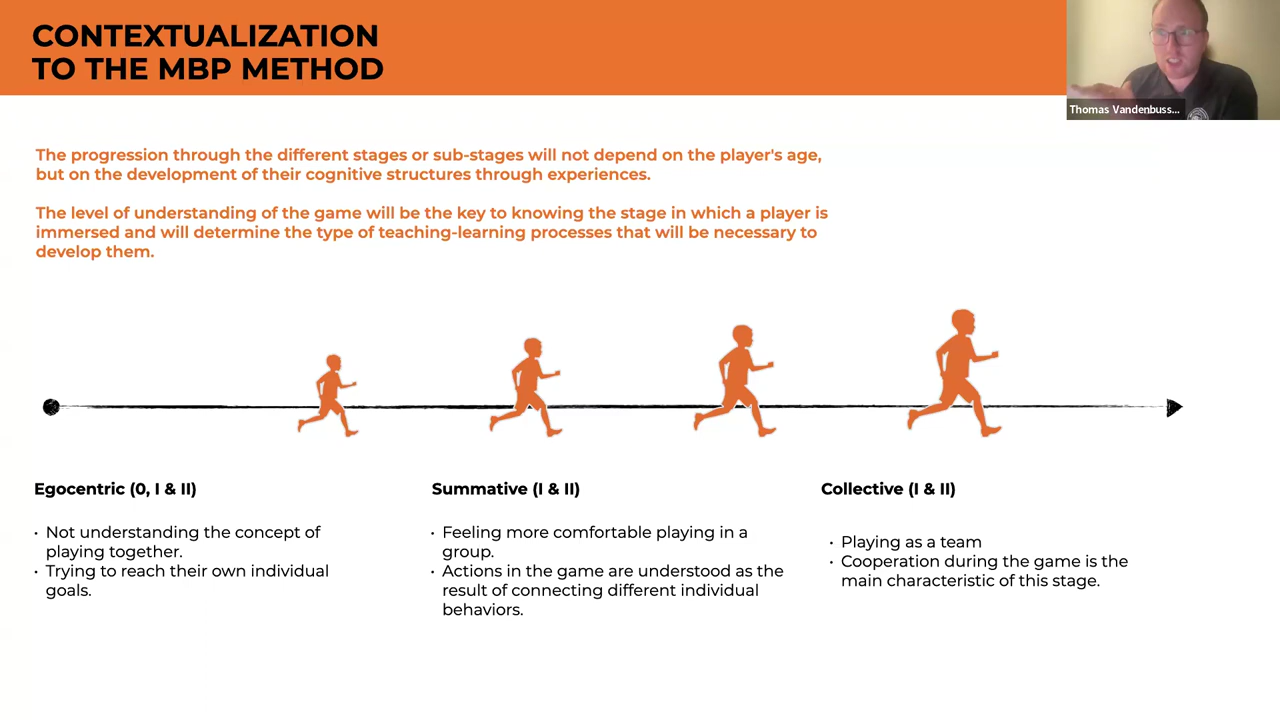 CONTEXTUALIZATION
TO THE MBP METHOD
Thomas Vandenbuss...
The progression through the different stages or sub-stages will not depend on the player's age,
but on the development of their cognitive structures through experiences.
The level of understanding of the game will be the key to knowing the stage in which a player is
immersed and will determine the type of teaching-learning processes that will be necessary to
develop them.
Egocentric (0, I & II)
• Not understanding the concept of
playing together.
• Trying to reach their own individual
goals.
Summative (I & II)
• Feeling more comfortable playing in a
group.
• Actions in the game are understood as the
result of connecting different individual
behaviors.
Collective (I & II)
• Playing as a team
• Cooperation during the game is the
main characteristic of this stage.